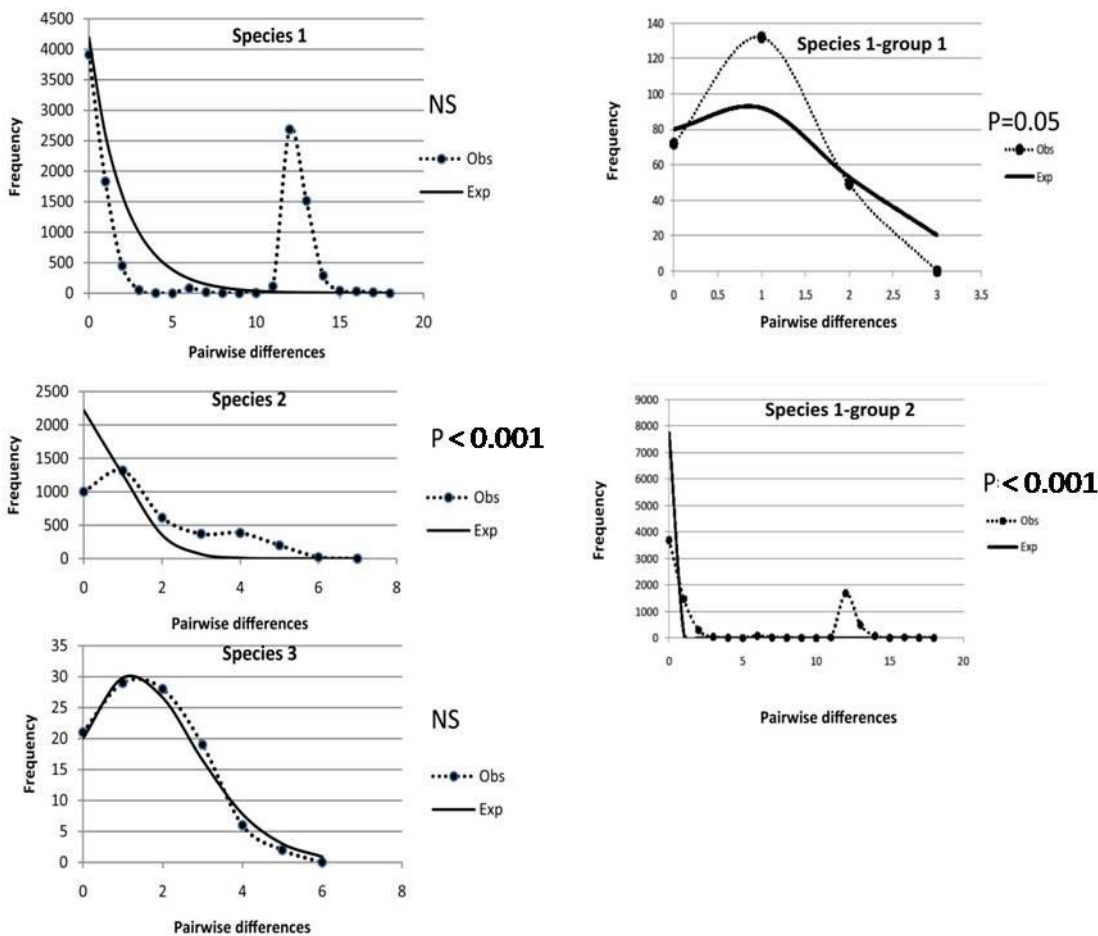 Species 1
4500
4000
3500
3000
2500
2000
1500
1000
500
0
Frequency
0 5 10 15 20
Pairwise differences
NS
Obs
Exp
Species 1-group 1
140
120
100
80
60
40
20
0
Frequency
0 0.5 1 1.5 2 2.5 3 3.5
Pairwise differences
P=0.05
Obs
Exp
Species 2
2500
2000
1500
1000
500
0
Frequency
0 2 4 6 8
Pairwise differences
P < 0.001
Obs
Exp
Species 1-group 2
9000
8000
7000
6000
5000
4000
3000
2000
1000
0
Frequency
0 5 10 15 20
Pairwise differences
P < 0.001
Obs
Exp
Species 3
35
30
25
20
15
10
5
0
Frequency
0 2 4 6 8
Pairwise differences
NS
Obs
Exp